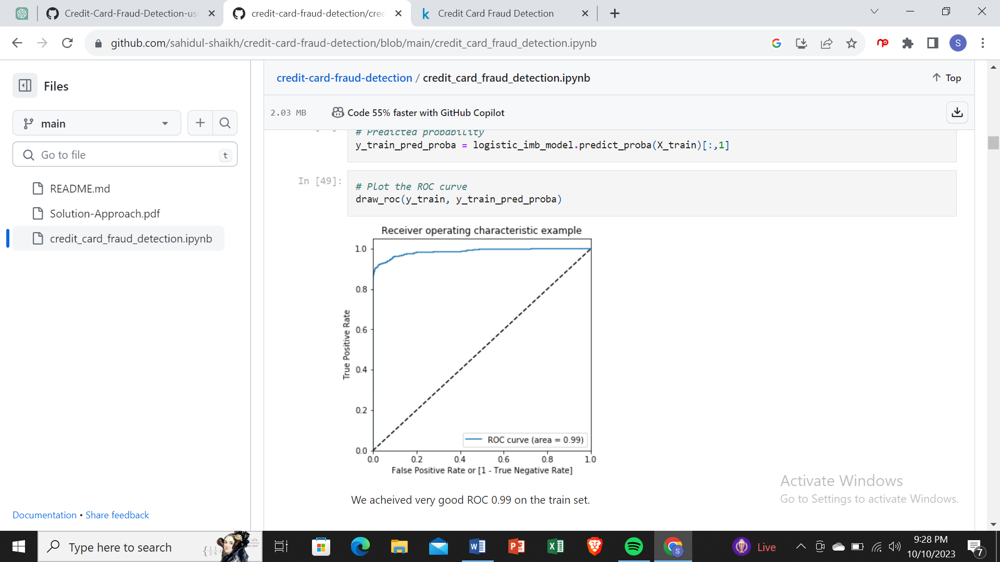 Credit-Card-Fraud-Detection-usi
credit-card-fraud-detection/cred
Credit Card Fraud Detection
github.com/sahidul-shaikh/credit-card-fraud-detection/blob/main/credit_card_fraud_detection.ipynb
S
Files
main
Go to file
t
README.md
Solution-Approach.pdf
credit_card_fraud_detection.ipynb
Documentation • Share feedback
credit-card-fraud-detection / credit_card_fraud_detection.ipynb
Top
2.03 MB
Code 55% faster with GitHub Copilot
# Predicted probability
y_train_pred_proba = logistic_imb_model.predict_proba(X_train)[:,1]
In [49]:
# Plot the ROC curve
draw_roc(y_train, y_train_pred_proba)
Receiver operating characteristic example
1.0
0.8
0.6
0.4
0.2
0.0
True Positive Rate
ROC curve (area = 0.99)
0.0 0.2 0.4 0.6 0.8 1.0
False Positive Rate or [1 - True Negative Rate]
We acheived very good ROC 0.99 on the train set.
Activate Windows
Go to Settings to activate Windows.
Type here to search
Live
9:28 PM
10/10/2023
7